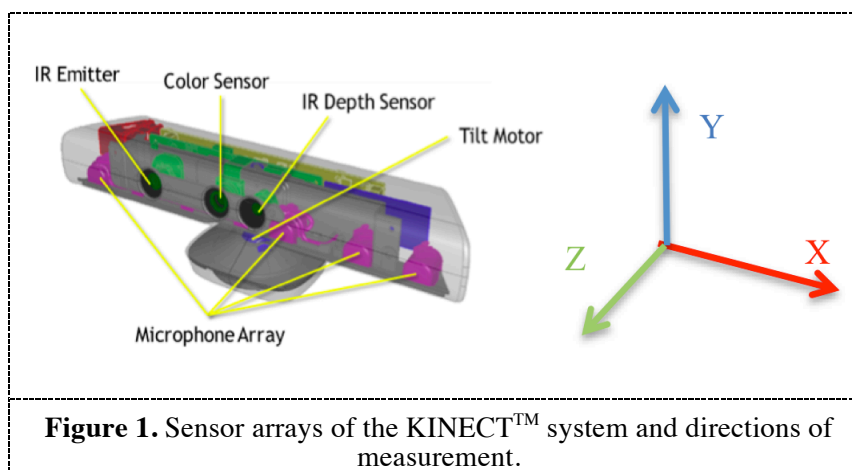 IR Emitter
Color Sensor
IR Depth Sensor
Tilt Motor
Microphone Array
Y
X
Z
Figure 1. Sensor arrays of the KINECT™ system and directions of
measurement.